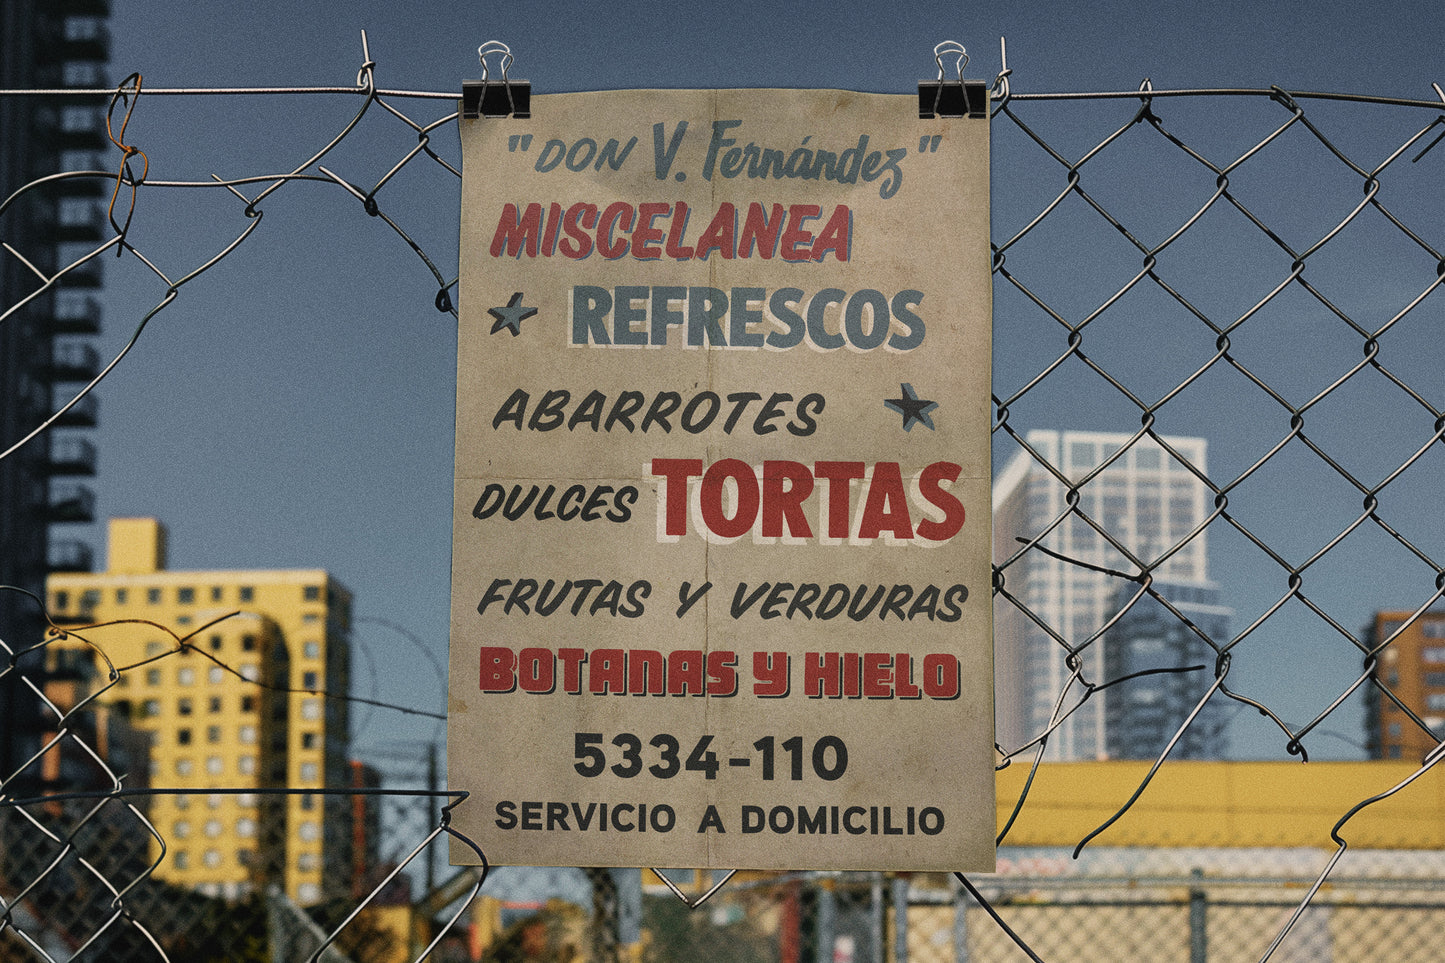 "DON V. Fernández"
MISCELANEA
REFRESCOS
ABARROTES
DULCES TORTAS
FRUTAS Y VERDURAS
BOTANAS Y HIELO
5334-110
SERVICIO A DOMICILIO